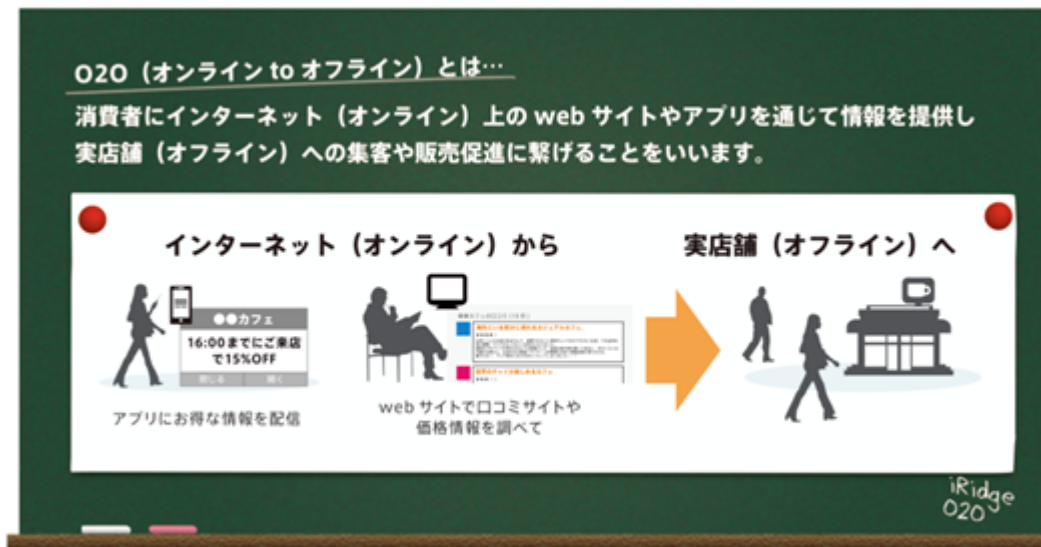 O2O（オンライン to オフライン）とは…
消費者にインターネット（オンライン）上の web サイトやアプリを通じて情報を提供し
実店舗（オフライン）への集客や販売促進に繋げることをいいます。
インターネット（オンライン）から
実店舗（オフライン）へ
●●カフェ
16:00までにご来店
で15%OFF
閉じる 開く
アプリにお得な情報を配信
web サイトで口コミサイトや
価格情報を調べて
iRidge
O2O